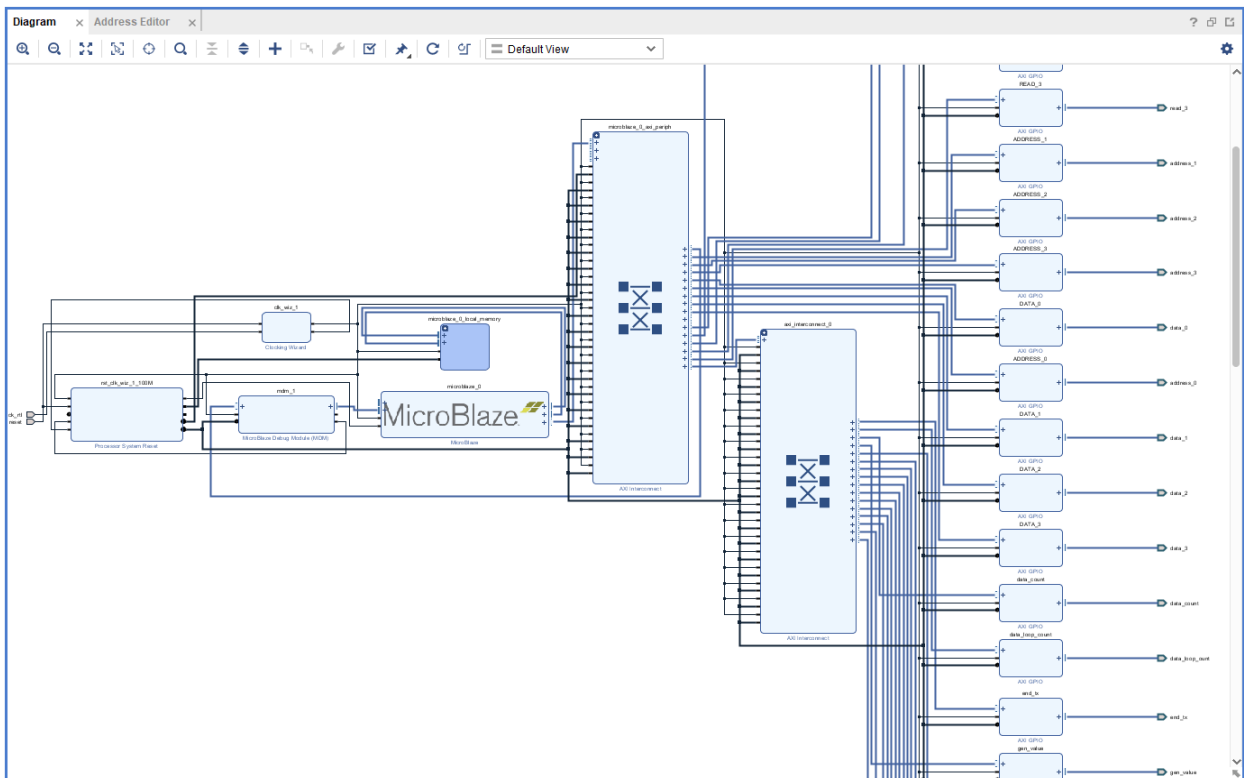 Diagram
Address Editor
Default View
microblaze_0_axi_periph
AXI Interconnect
axi_interconnect_0
AXI Interconnect
clk_wiz_1
Clocking Wizard
microblaze_0_local_memory
rst_clk_wiz_1_100M
Processor System Reset
mdm_1
MicroBlaze Debug Module (MDM)
microblaze_0
MicroBlaze
MicroBlaze
reset
AXI GPIO
READ_3
read_3
AXI GPIO
ADDRESS_1
address_1
AXI GPIO
ADDRESS_2
address_2
AXI GPIO
ADDRESS_3
address_3
AXI GPIO
DATA_0
data_0
AXI GPIO
ADDRESS_0
address_0
AXI GPIO
DATA_1
data_1
AXI GPIO
DATA_2
data_2
AXI GPIO
DATA_3
data_3
AXI GPIO
data_count
data_count
AXI GPIO
data_loop_count
data_loop_ount
AXI GPIO
end_tx
end_tx
AXI GPIO
gen_value
gen_value